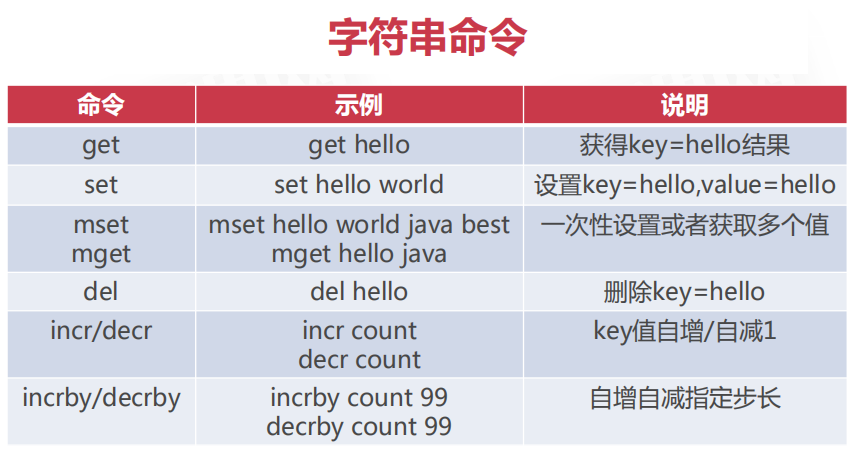 字符串命令
命令 示例 说明
get get hello 获得key=hello结果
set set hello world 设置key=hello,value=hello
mset mset hello world java best 一次性设置或者获取多个值
mget mget hello java
del del hello 删除key=hello
incr/decr incr count key值自增/自减1
decr count
incrby/decrby incrby count 99 自增自减指定步长
decrby count 99